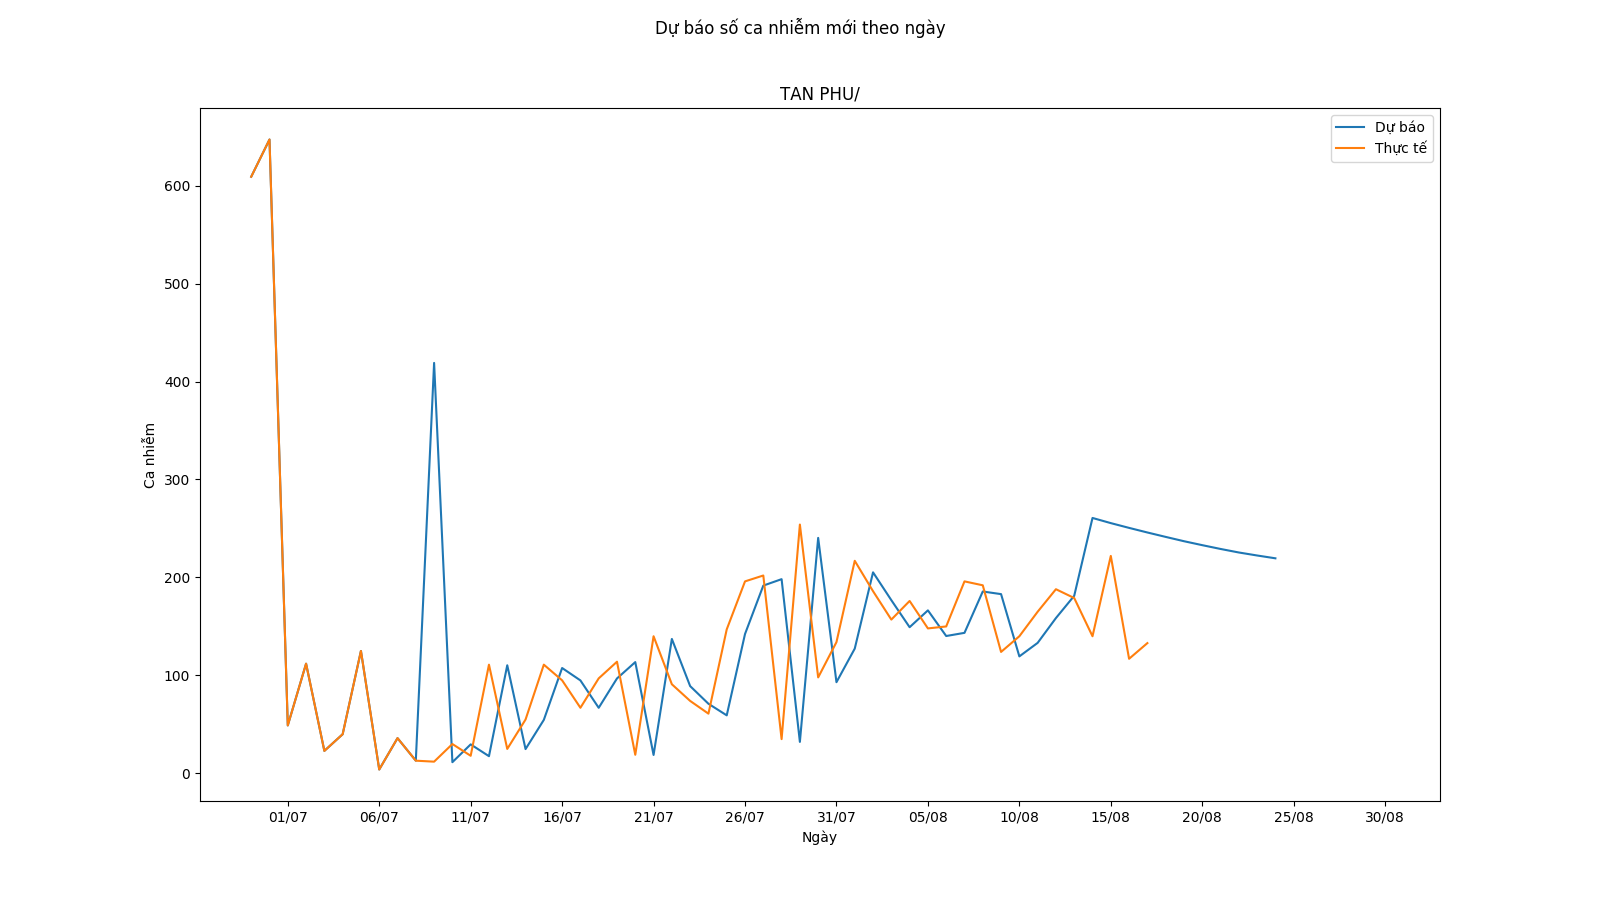 Dự báo số ca nhiễm mới theo ngày
TAN PHU/
Dự báo
Thực tế
600
500
400
300
200
100
0
Ca nhiễm
01/07 06/07 11/07 16/07 21/07 26/07 31/07 05/08 10/08 15/08 20/08 25/08 30/08
Ngày